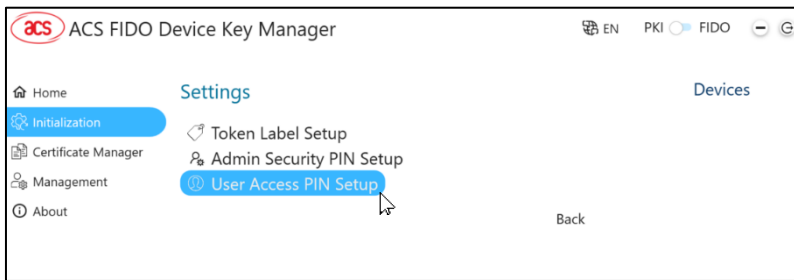 acs ACS FIDO Device Key Manager EN PKI FIDO
Home
Initialization
Certificate Manager
Management
About
Settings
Token Label Setup
Admin Security PIN Setup
User Access PIN Setup
Devices
Back